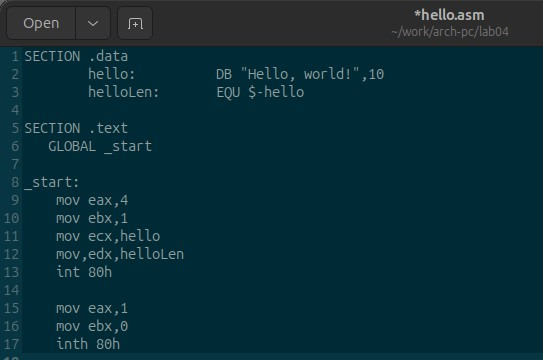 Open
*hello.asm
~/work/arch-pc/lab04
1 SECTION .data
2 hello: DB "Hello, world!",10
3 helloLen: EQU $-hello
4
5 SECTION .text
6 GLOBAL _start
7
8 _start:
9 mov eax,4
10 mov ebx,1
11 mov ecx,hello
12 mov,edx,helloLen
13 int 80h
14
15 mov eax,1
16 mov ebx,0
17 inth 80h